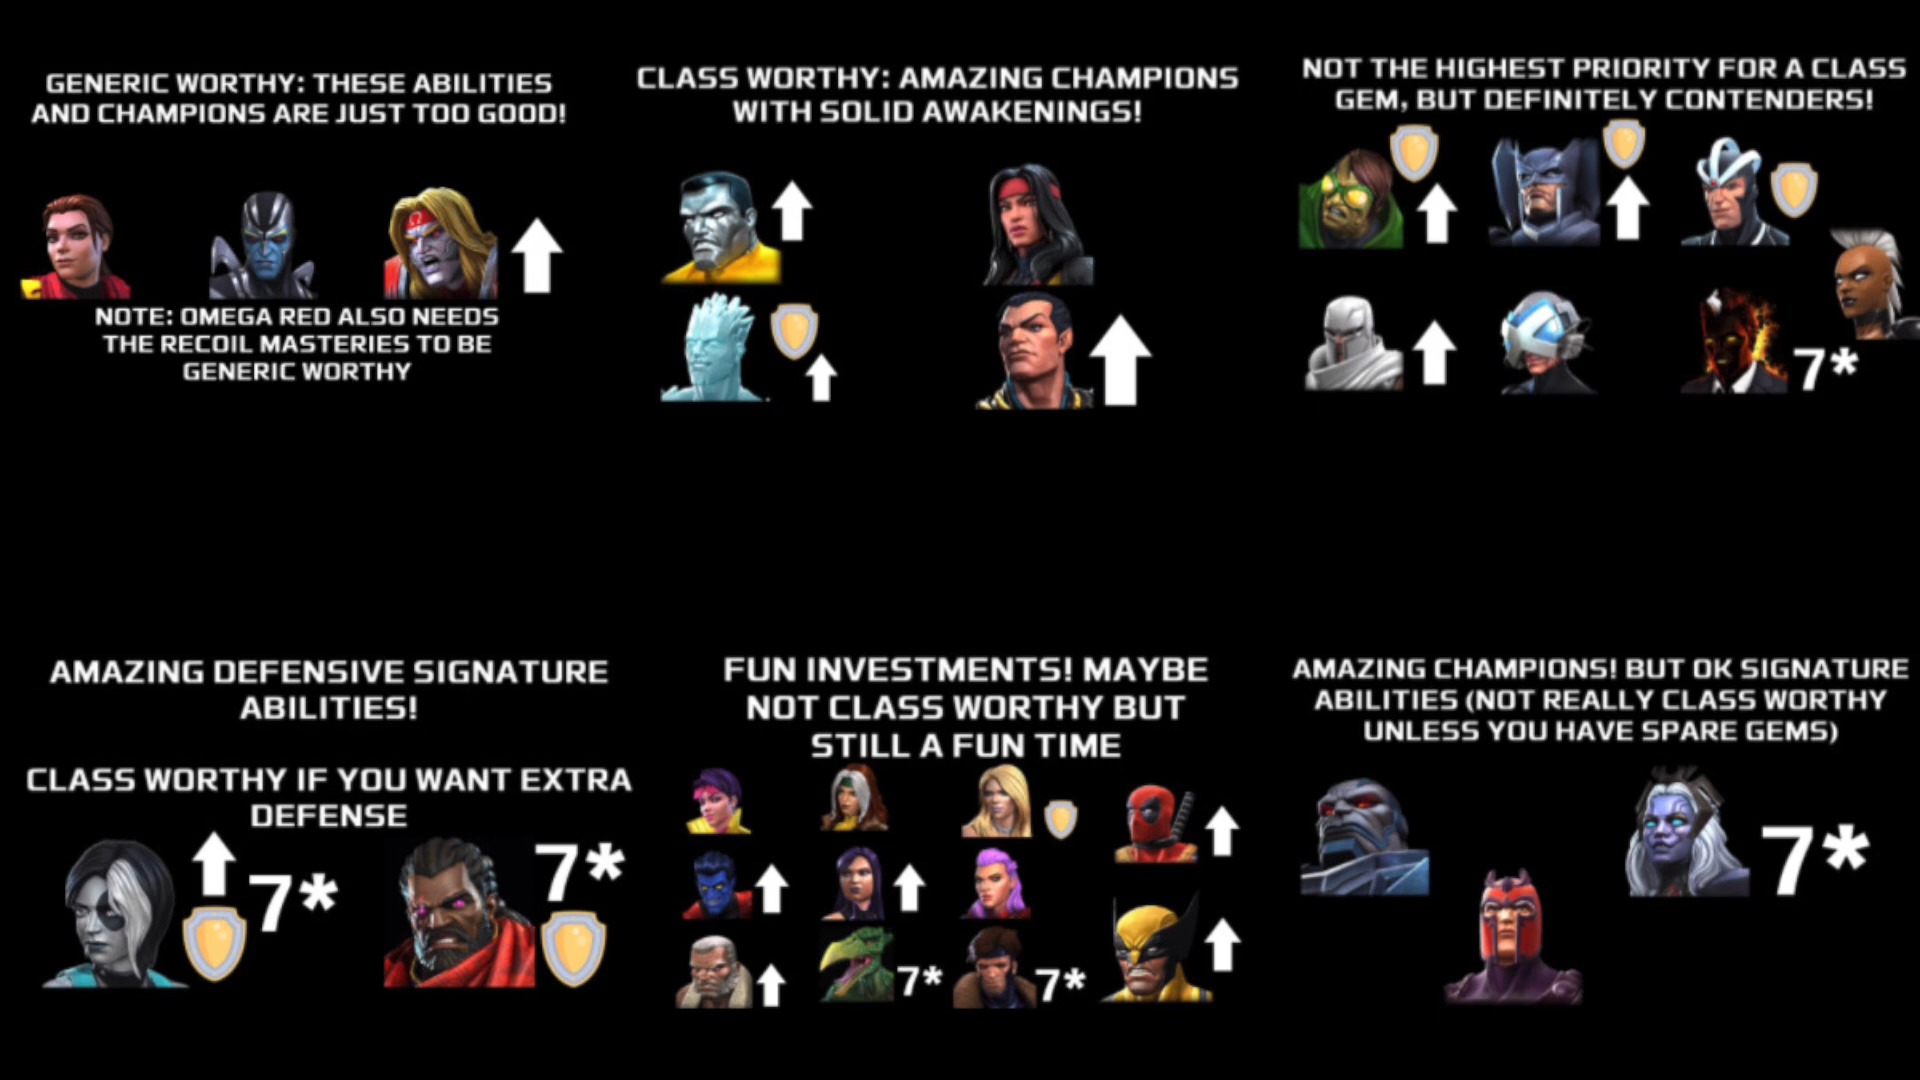 GENERIC WORTHY: THESE ABILITIES
AND CHAMPIONS ARE JUST TOO GOOD!
NOTE: OMEGA RED ALSO NEEDS
THE RECOIL MASTERIES TO BE
GENERIC WORTHY
CLASS WORTHY: AMAZING CHAMPIONS
WITH SOLID AWAKENINGS!
NOT THE HIGHEST PRIORITY FOR A CLASS
GEM, BUT DEFINITELY CONTENDERS!
7*
AMAZING DEFENSIVE SIGNATURE
ABILITIES!
CLASS WORTHY IF YOU WANT EXTRA
DEFENSE
7*
7*
FUN INVESTMENTS! MAYBE
NOT CLASS WORTHY BUT
STILL A FUN TIME
7*
7*
AMAZING CHAMPIONS! BUT OK SIGNATURE
ABILITIES (NOT REALLY CLASS WORTHY
UNLESS YOU HAVE SPARE GEMS)
7*